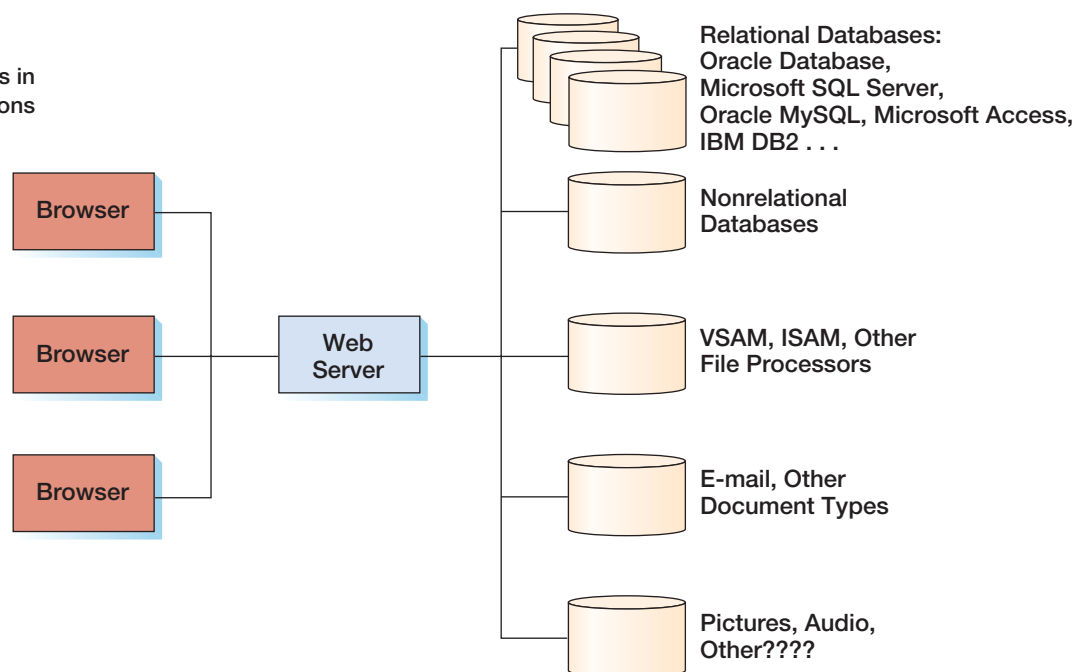 s in
ons
Browser
Browser
Browser
Web
Server
Relational Databases:
Oracle Database,
Microsoft SQL Server,
Oracle MySQL, Microsoft Access,
IBM DB2 . . .
Nonrelational
Databases
VSAM, ISAM, Other
File Processors
E-mail, Other
Document Types
Pictures, Audio,
Other????